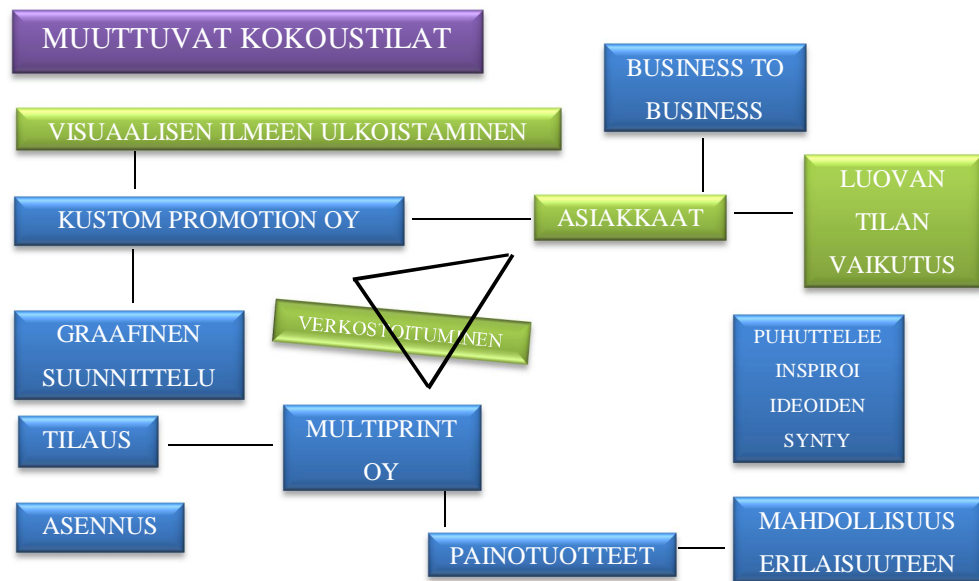 MUUTTUVAT KOKOUSTILAT
BUSINESS TO
BUSINESS
VISUAALISEN ILMEEN ULKOISTAMINEN
LUOVAN
TILAN
VAIKUTUS
KUSTOM PROMOTION OY
ASIAKKAAT
VERKOSTOITUMINEN
GRAAFINEN
SUUNNITTELU
PUHUTTELEE
INSPIROI
IDEOIDEN
SYNTY
TILAUS
MULTIPRINT
OY
ASENNUS
PAINOTUOTTEET
MAHDOLLISUUS
ERILAISUUTEEN